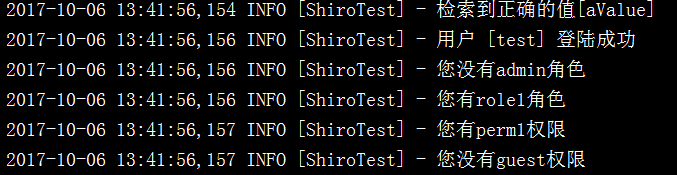 2017-10-06 13:41:56,154 INFO [ShiroTest] - 检索到正确的值[aValue]
2017-10-06 13:41:56,156 INFO [ShiroTest] - 用户 [test] 登陆成功
2017-10-06 13:41:56,156 INFO [ShiroTest] - 您没有admin角色
2017-10-06 13:41:56,156 INFO [ShiroTest] - 您有role1角色
2017-10-06 13:41:56,157 INFO [ShiroTest] - 您有perm1权限
2017-10-06 13:41:56,157 INFO [ShiroTest] - 您没有guest权限